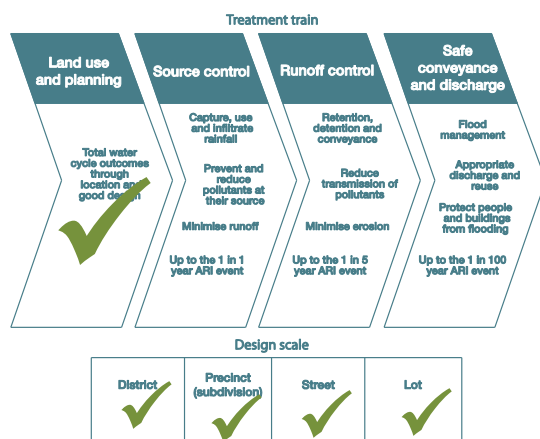 Treatment train
Land use
and planning
Total water
cycle outcomes
through
location and
good design
Source control
Capture, use
and infiltrate
rainfall
Prevent and
reduce
pollutants at
their source
Minimise runoff
Up to the 1 in 1
year ARI event
Runoff control
Retention,
detention and
conveyance
Reduce
transmission of
pollutants
Minimise erosion
Up to the 1 in 5
year ARI event
Safe
conveyance
and discharge
Flood
management
Appropriate
discharge and
reuse
Protect people
and buildings
from flooding
Up to the 1 in 100
year ARI event
Design scale
District
Precinct
(subdivision)
Street
Lot